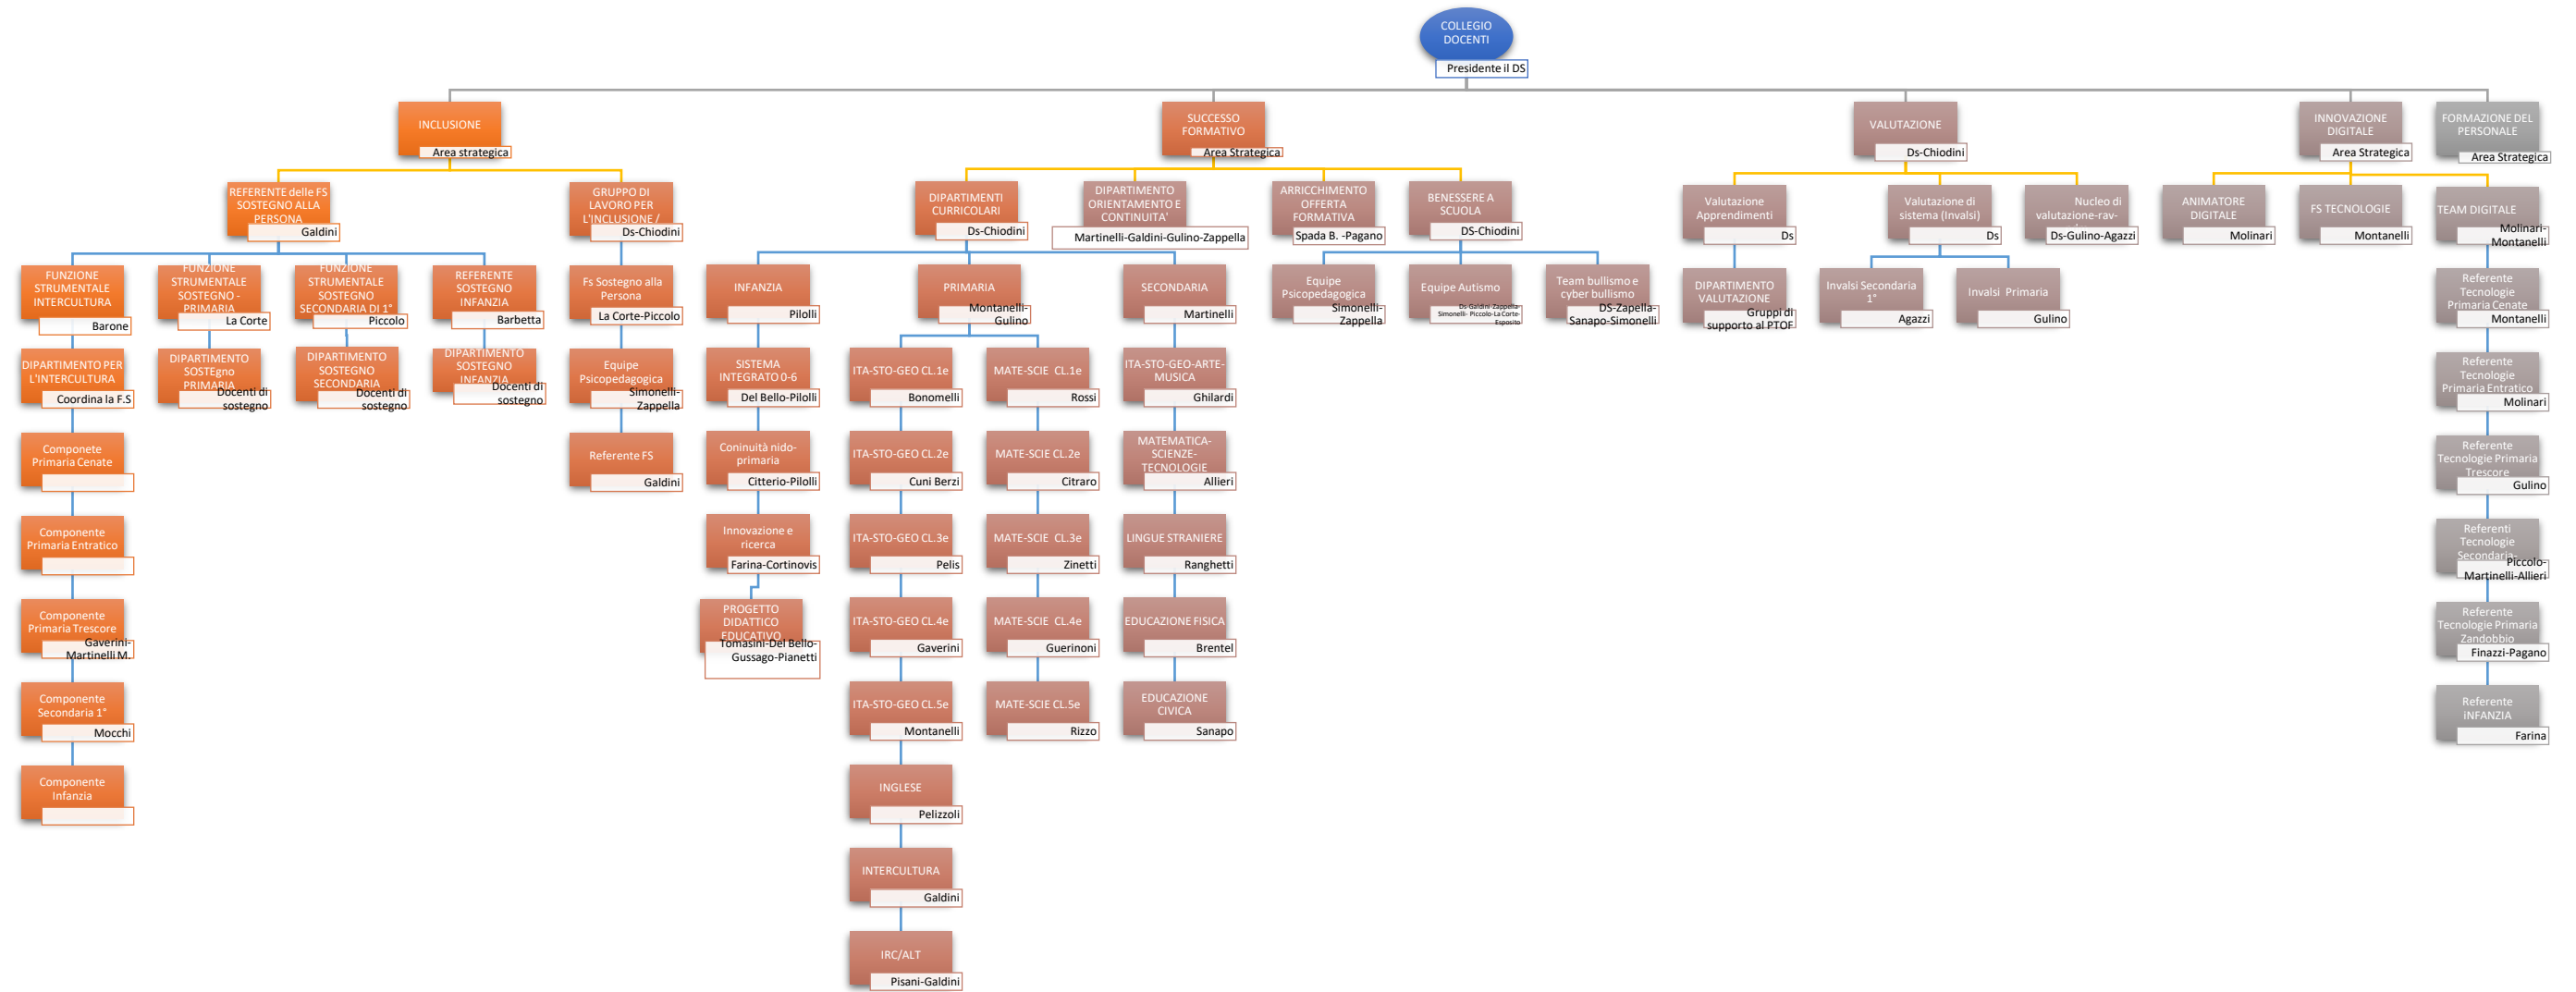 COLLEGIO
DOCENTI
Presidente il DS
INCLUSIONE
Area strategica
SUCCESSO
FORMATIVO
Area Strategica
VALUTAZIONE
Ds-Chiodini
INNOVAZIONE
DIGITALE
Area Strategica
FORMAZIONE DEL
PERSONALE
Area Strategica
REFERENTE delle FS
SOSTEGNO ALLA
PERSONA
Galdini
GRUPPO DI
LAVORO PER
L'INCLUSIONE /
Ds-Chiodini
DIPARTIMENTI
CURRICOLARI
Ds-Chiodini
DIPARTIMENTO
ORIENTAMENTO E
CONTINUITA'
Martinelli-Galdini-Gulino-Zappella
ARRICCHIMENTO
OFFERTA
FORMATIVA
Spada B. -Pagano
BENESSERE A
SCUOLA
DS-Chiodini
Valutazione
Apprendimenti
Ds
Valutazione di
sistema (Invalsi)
Ds
Nucleo di
valutazione-rav-
Ds-Gulino-Agazzi
ANIMATORE
DIGITALE
Molinari
FS TECNOLOGIE
Montanelli
TEAM DIGITALE
Molinari-
Montanelli
FUNZIONE
STRUMENTALE
INTERCULTURA
Barone
FUNZIONE
STRUMENTALE
SOSTEGNO -
PRIMARIA
La Corte
FUNZIONE
STRUMENTALE
SOSTEGNO
SECONDARIA DI 1°
Piccolo
REFERENTE
SOSTEGNO
INFANZIA
Barbetta
Fs Sostegno alla
Persona
La Corte-Piccolo
INFANZIA
Pilolli
PRIMARIA
Montanelli-
Gulino
SECONDARIA
Martinelli
Equipe
Psicopedagogica
Simonelli-
Zappella
Equipe Autismo
Ds-Galdini-Zappella-
Simonelli- Piccolo-La Corte-
Esposito
Team bullismo e
cyber bullismo
DS-Zapella-
Sanapo-Simonelli
DIPARTIMENTO
VALUTAZIONE
Gruppi di
supporto al PTOF
Invalsi Secondaria
1°
Agazzi
Invalsi Primaria
Gulino
Referente
Tecnologie
Primaria Cenate
Montanelli
DIPARTIMENTO PER
L'INTERCULTURA
Coordina la F.S
DIPARTIMENTO
SOSTEgno
PRIMARIA
Docenti di
sostegno
DIPARTIMENTO
SOSTEGNO
SECONDARIA
Docenti di
sostegno
DIPARTIMENTO
SOSTEGNO
INFANZIA
Docenti di
sostegno
Equipe
Psicopedagogica
Simonelli-
Zappella
SISTEMA
INTEGRATO 0-6
Del Bello-Pilolli
ITA-STO-GEO CL.1e
Bonomelli
MATE-SCIE CL.1e
Rossi
ITA-STO-GEO-ARTE-
MUSICA
Ghilardi
Referente
Tecnologie
Primaria Entratico
Molinari
Componete
Primaria Cenate
Referente FS
Galdini
Coninuità nido-
primaria
Citterio-Pilolli
ITA-STO-GEO CL.2e
Cuni Berzi
MATE-SCIE CL.2e
Citraro
MATEMATICA-
SCIENZE-
TECNOLOGIE
Allieri
Referente
Tecnologie Primaria
Trescore
Gulino
Componente
Primaria Entratico
Innovazione e
ricerca
Farina-Cortinovis
ITA-STO-GEO CL.3e
Pelis
MATE-SCIE CL.3e
Zinetti
LINGUE STRANIERE
Ranghetti
Referenti
Tecnologie
Secondaria-
Piccolo-
Martinelli-Allieri
Componente
Primaria Trescore
Gaverini-
Martinelli M.
PROGETTO
DIDATTICO
EDUCATIVO
Tomasini-Del Bello-
Gussago-Pianetti
ITA-STO-GEO CL.4e
Gaverini
MATE-SCIE CL.4e
Guerinoni
EDUCAZIONE FISICA
Brentel
Referente
Tecnologie Primaria
Zandobbio
Finazzi-Pagano
Componente
Secondaria 1°
Mocchi
ITA-STO-GEO CL.5e
Montanelli
MATE-SCIE CL.5e
Rizzo
EDUCAZIONE
CIVICA
Sanapo
Referente
iNFANZIA
Farina
Componente
Infanzia
INGLESE
Pelizzoli
INTERCULTURA
Galdini
IRC/ALT
Pisani-Galdini